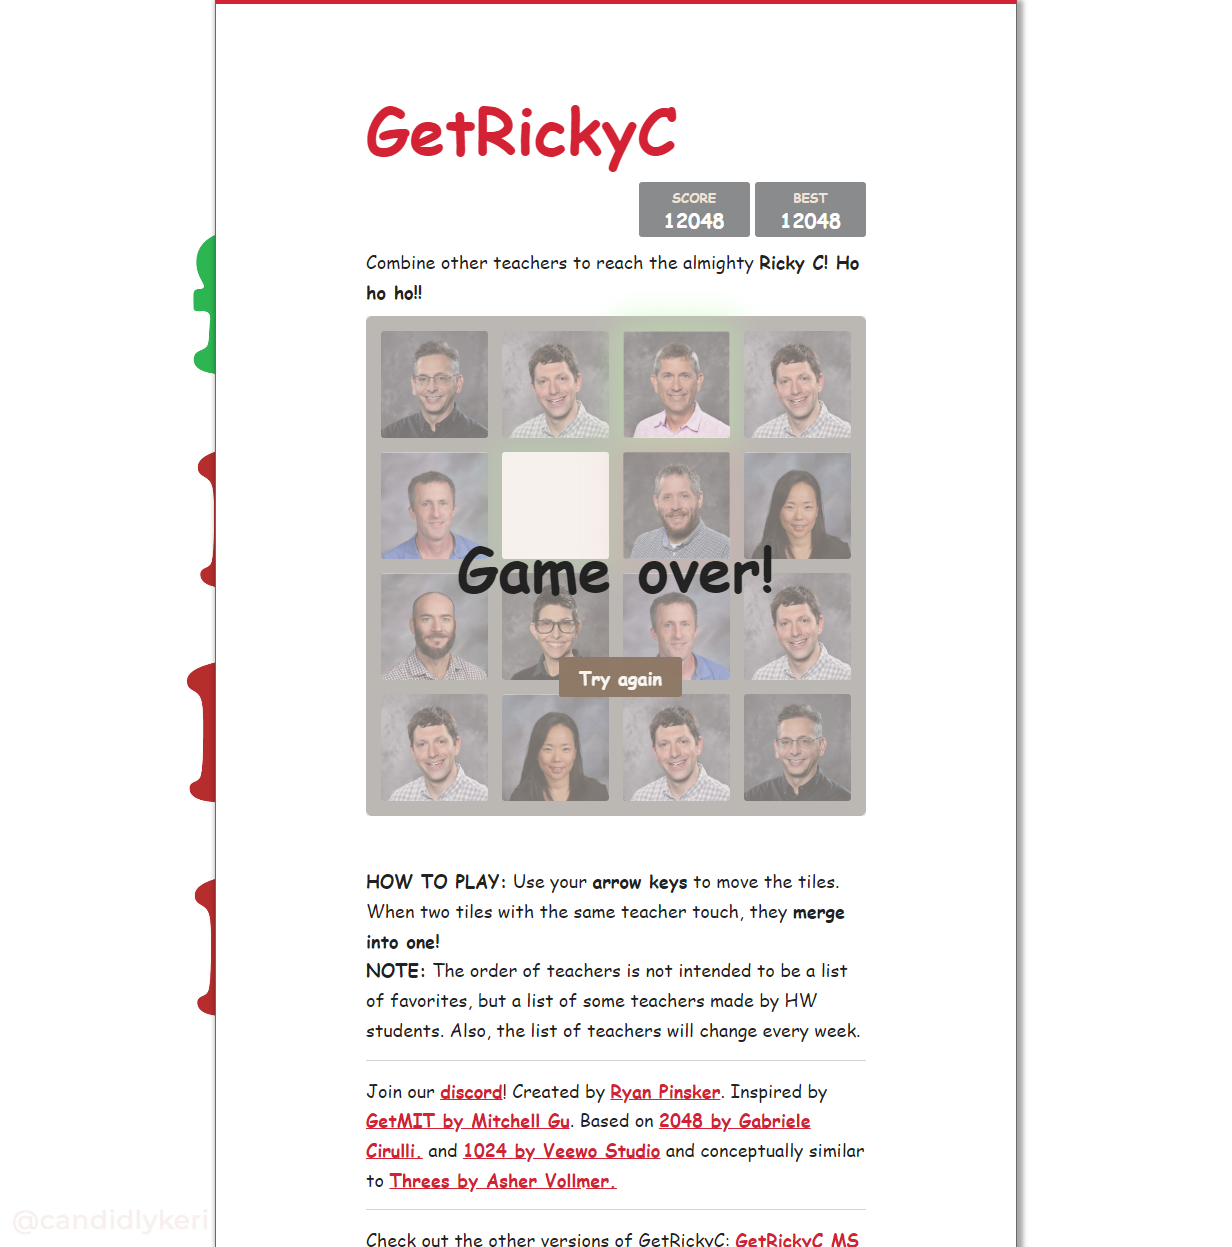 GetRickyC
SCORE
12048
BEST
12048
Combine other teachers to reach the almighty Ricky C! Ho
ho ho!!
Game over!
Try again
HOW TO PLAY: Use your arrow keys to move the tiles.
When two tiles with the same teacher touch, they merge
into one!
NOTE: The order of teachers is not intended to be a list
of favorites, but a list of some teachers made by HW
students. Also, the list of teachers will change every week.
Join our discord! Created by Ryan Pinsker. Inspired by
GetMIT by Mitchell Gu. Based on 2048 by Gabriele
Cirulli. and 1024 by Veewo Studio and conceptually similar
to Threes by Asher Vollmer.
@candidlykeri
Check out the other versions of GetRickyC: GetRickyC MS